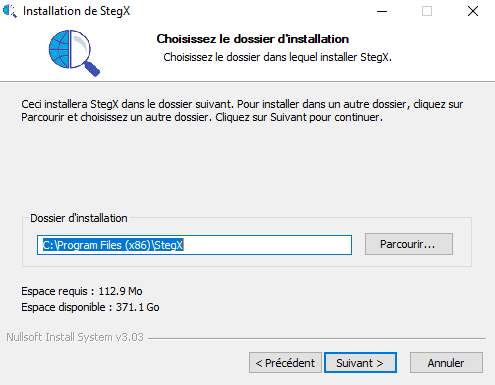 Installation de StegX
Choisissez le dossier d'installation
Choisissez le dossier dans lequel installer StegX.
Ceci installera StegX dans le dossier suivant. Pour installer dans un autre dossier, cliquez sur
Parcourir et choisissez un autre dossier. Cliquez sur Suivant pour continuer.
Dossier d'installation
C:\Program Files (x86)\StegX
Parcourir...
Espace requis : 112.9 Mo
Espace disponible : 371.1 Go
Nullsoft Install System v3.03
< Précédent
Suivant >
Annuler